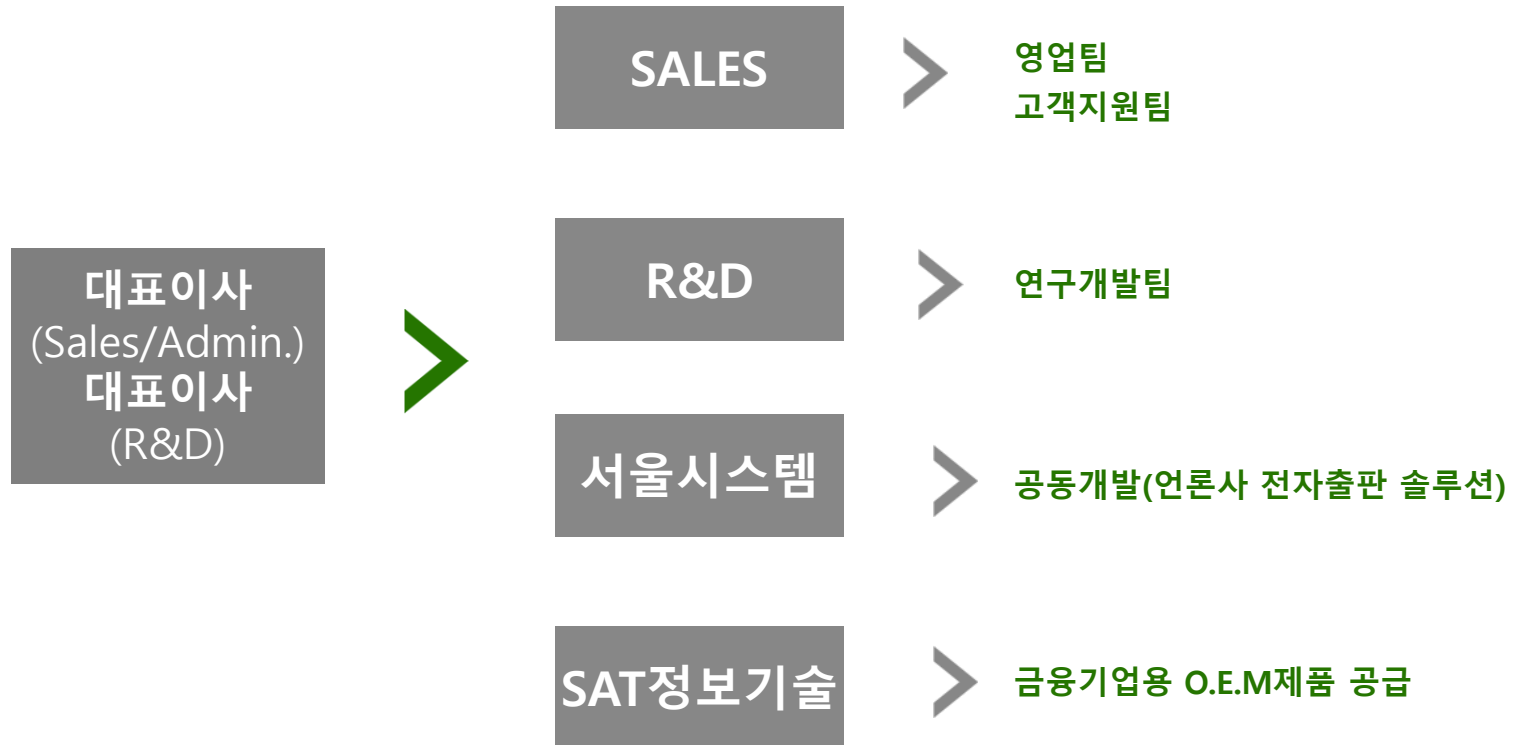 대표이사
(Sales/Admin.)
대표이사
(R&D)
SALES
영업팀
고객지원팀
R&D
연구개발팀
서울시스템
공동개발(언론사 전자출판 솔루션)
SAT정보기술
금융기업용 O.E.M제품 공급